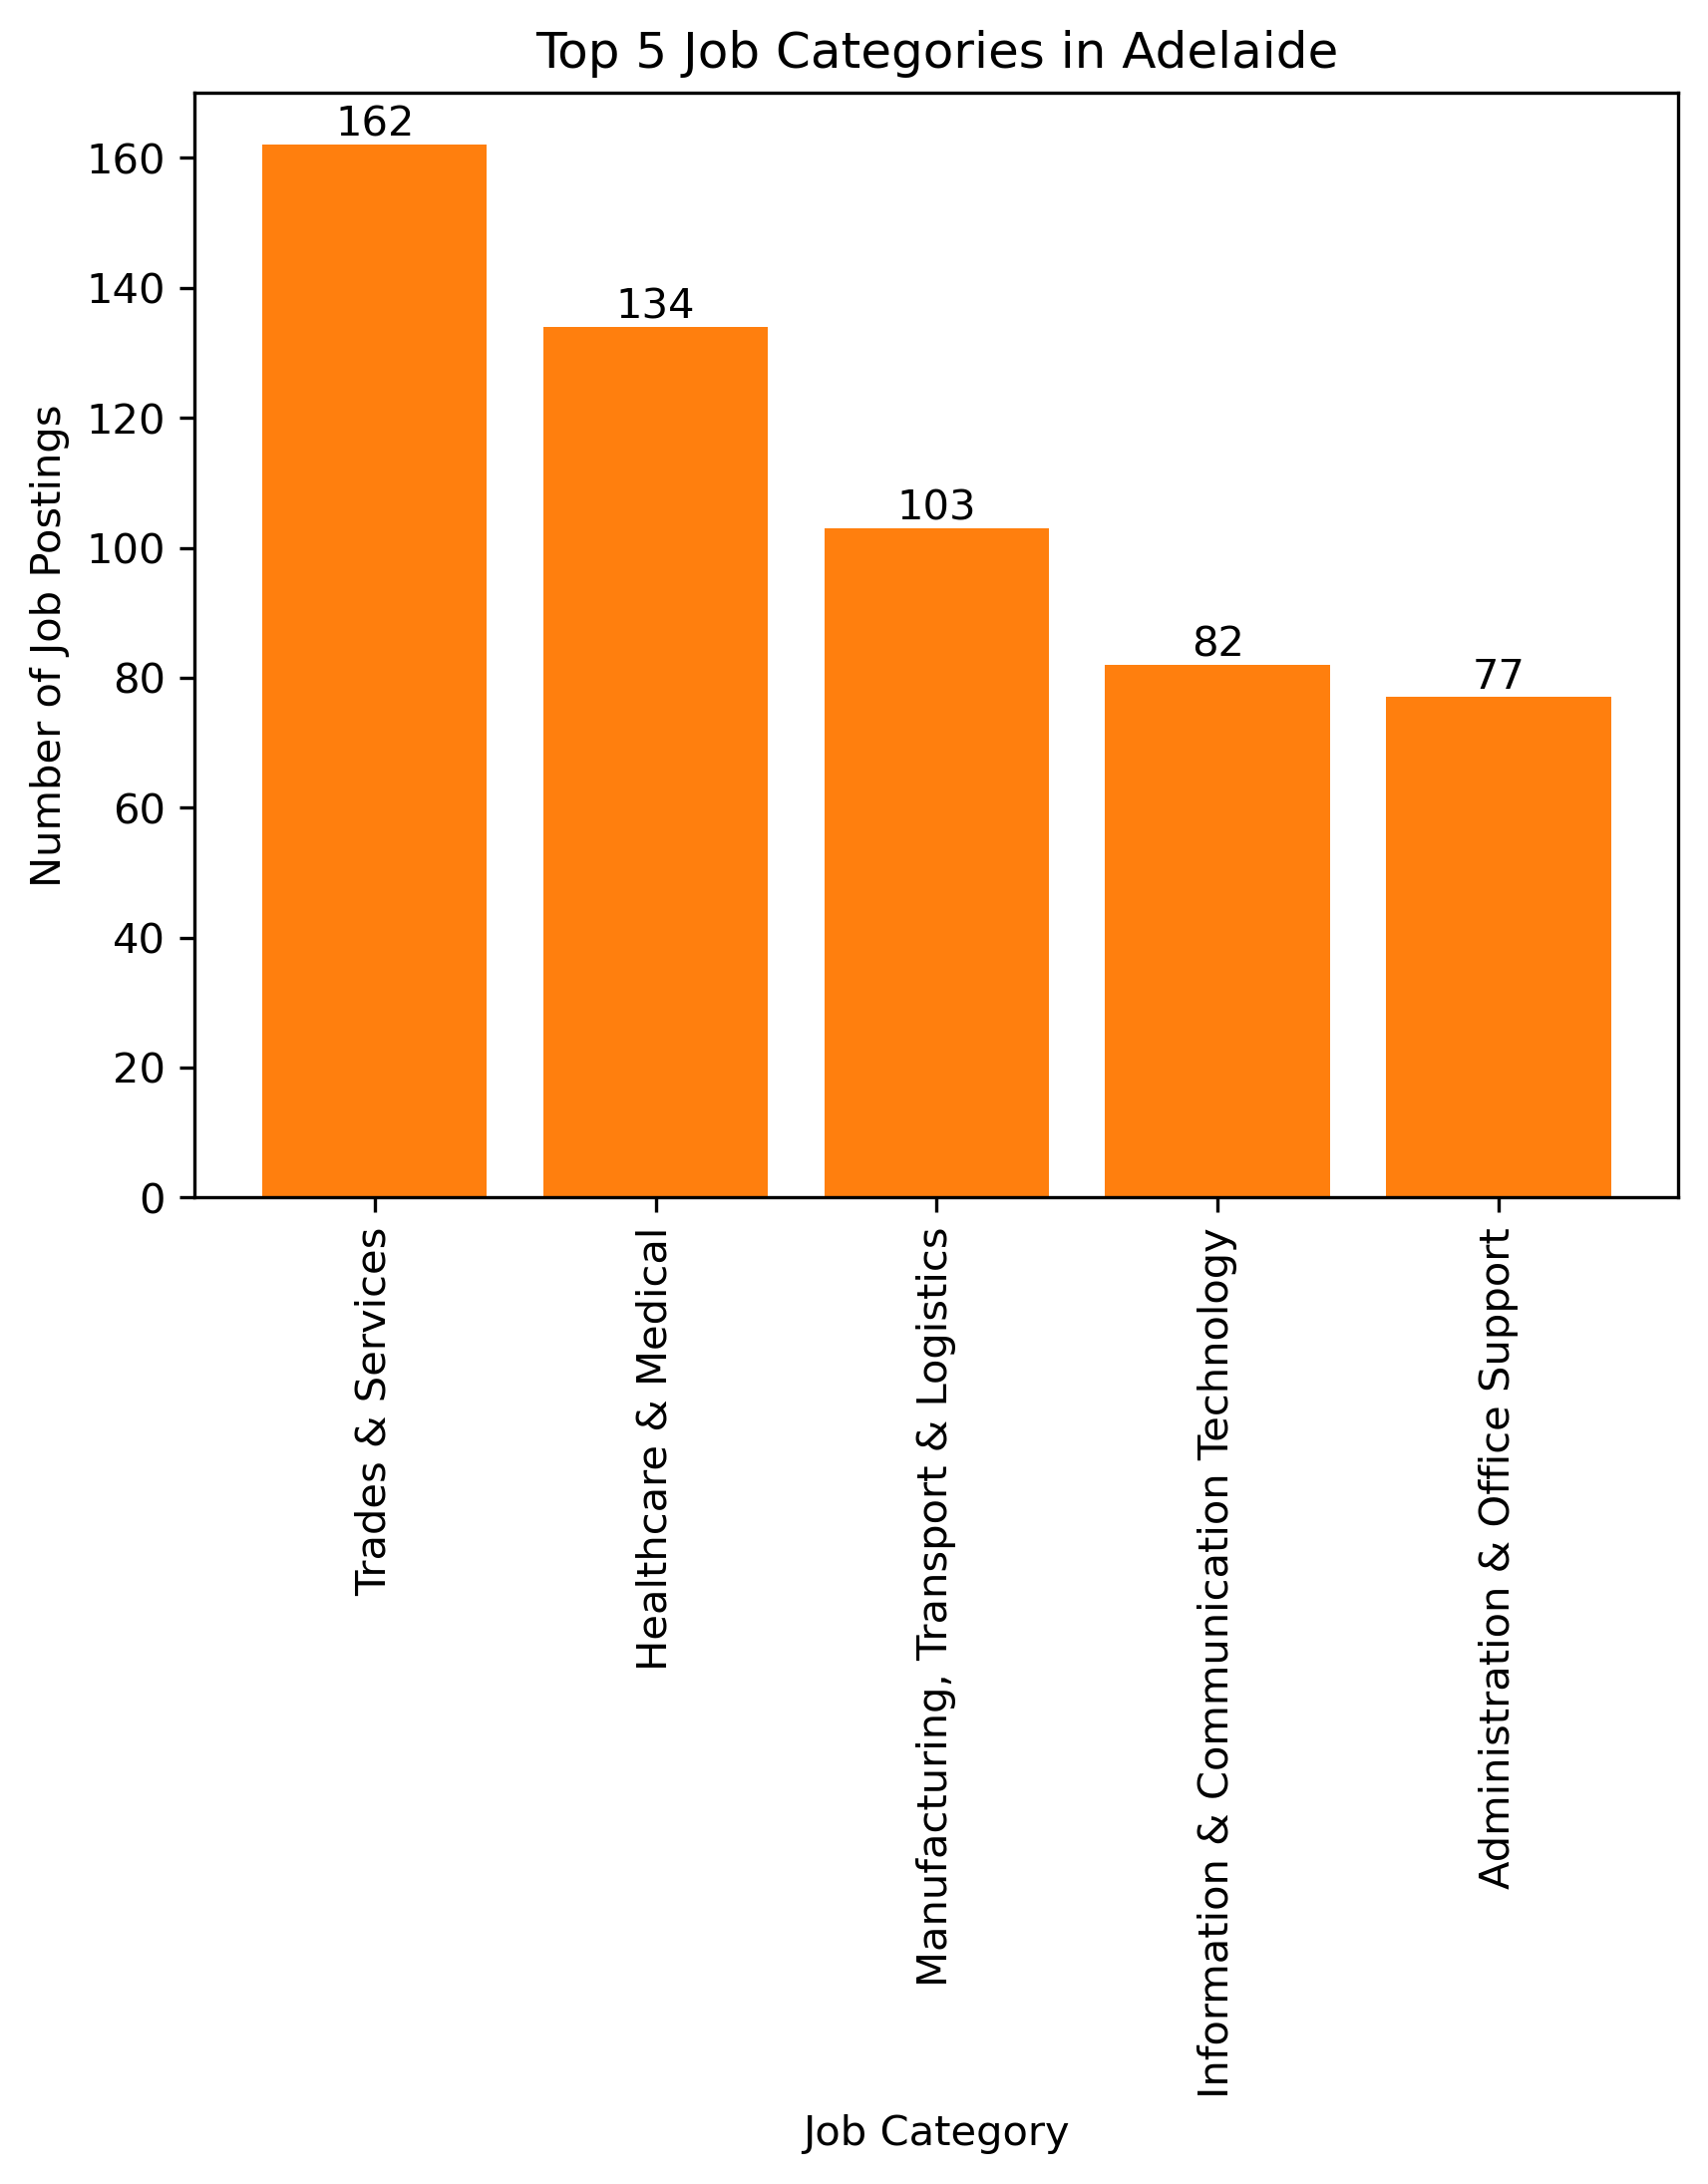 Top 5 Job Categories in Adelaide
162
134
103
82
77
160
140
120
100
80
60
40
20
0
Number of Job Postings
Trades & Services
Healthcare & Medical
Manufacturing, Transport & Logistics
Information & Communication Technology
Administration & Office Support
Job Category